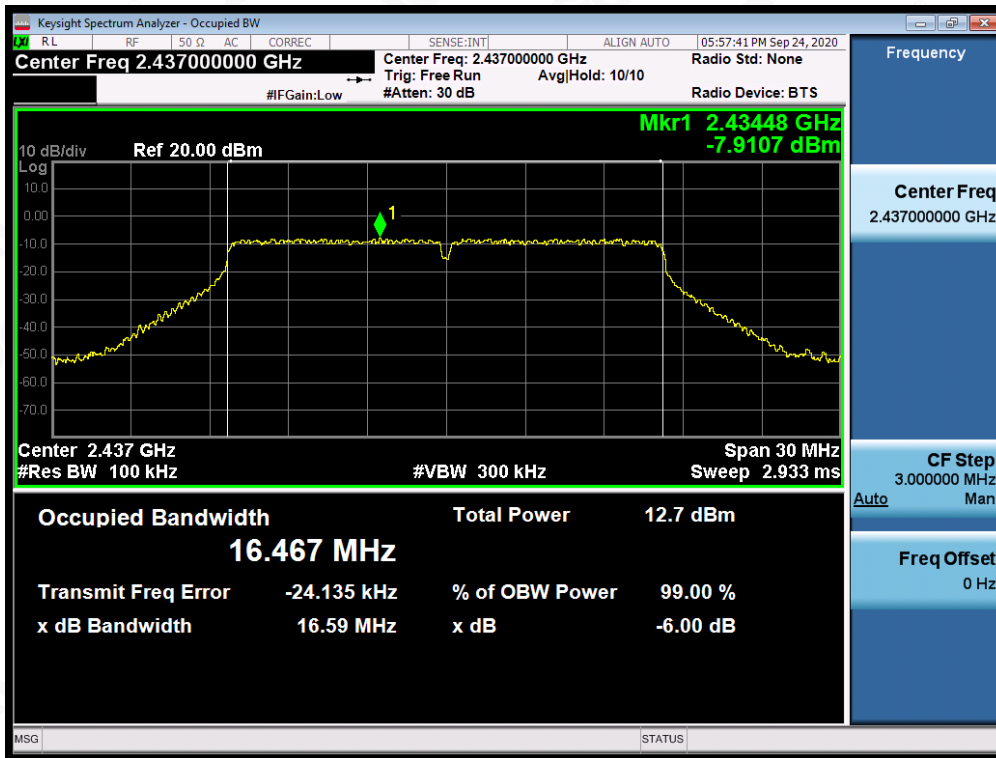 Keysight Spectrum Analyzer - Occupied BW
LXI RL RF 50 Ω AC CORREC SENSE:INT ALIGN AUTO 05:57:41 PM Sep 24, 2020
Center Freq 2.437000000 GHz
Center Freq: 2.437000000 GHz
Radio Std: None
Trig: Free Run Avg|Hold: 10/10
#IFGain:Low
#Atten: 30 dB
Radio Device: BTS
Mkr1 2.43448 GHz
-7.9107 dBm
10 dB/div Ref 20.00 dBm
Log
10.0
0.00
-10.0
-20.0
-30.0
-40.0
-50.0
-60.0
-70.0
1
Center 2.437 GHz Span 30 MHz
#Res BW 100 kHz #VBW 300 kHz Sweep 2.933 ms
Occupied Bandwidth Total Power 12.7 dBm
16.467 MHz
Transmit Freq Error -24.135 kHz % of OBW Power 99.00 %
x dB Bandwidth 16.59 MHz x dB -6.00 dB
Frequency
Center Freq
2.437000000 GHz
CF Step
3.000000 MHz
Auto Man
Freq Offset
0 Hz
MSG STATUS